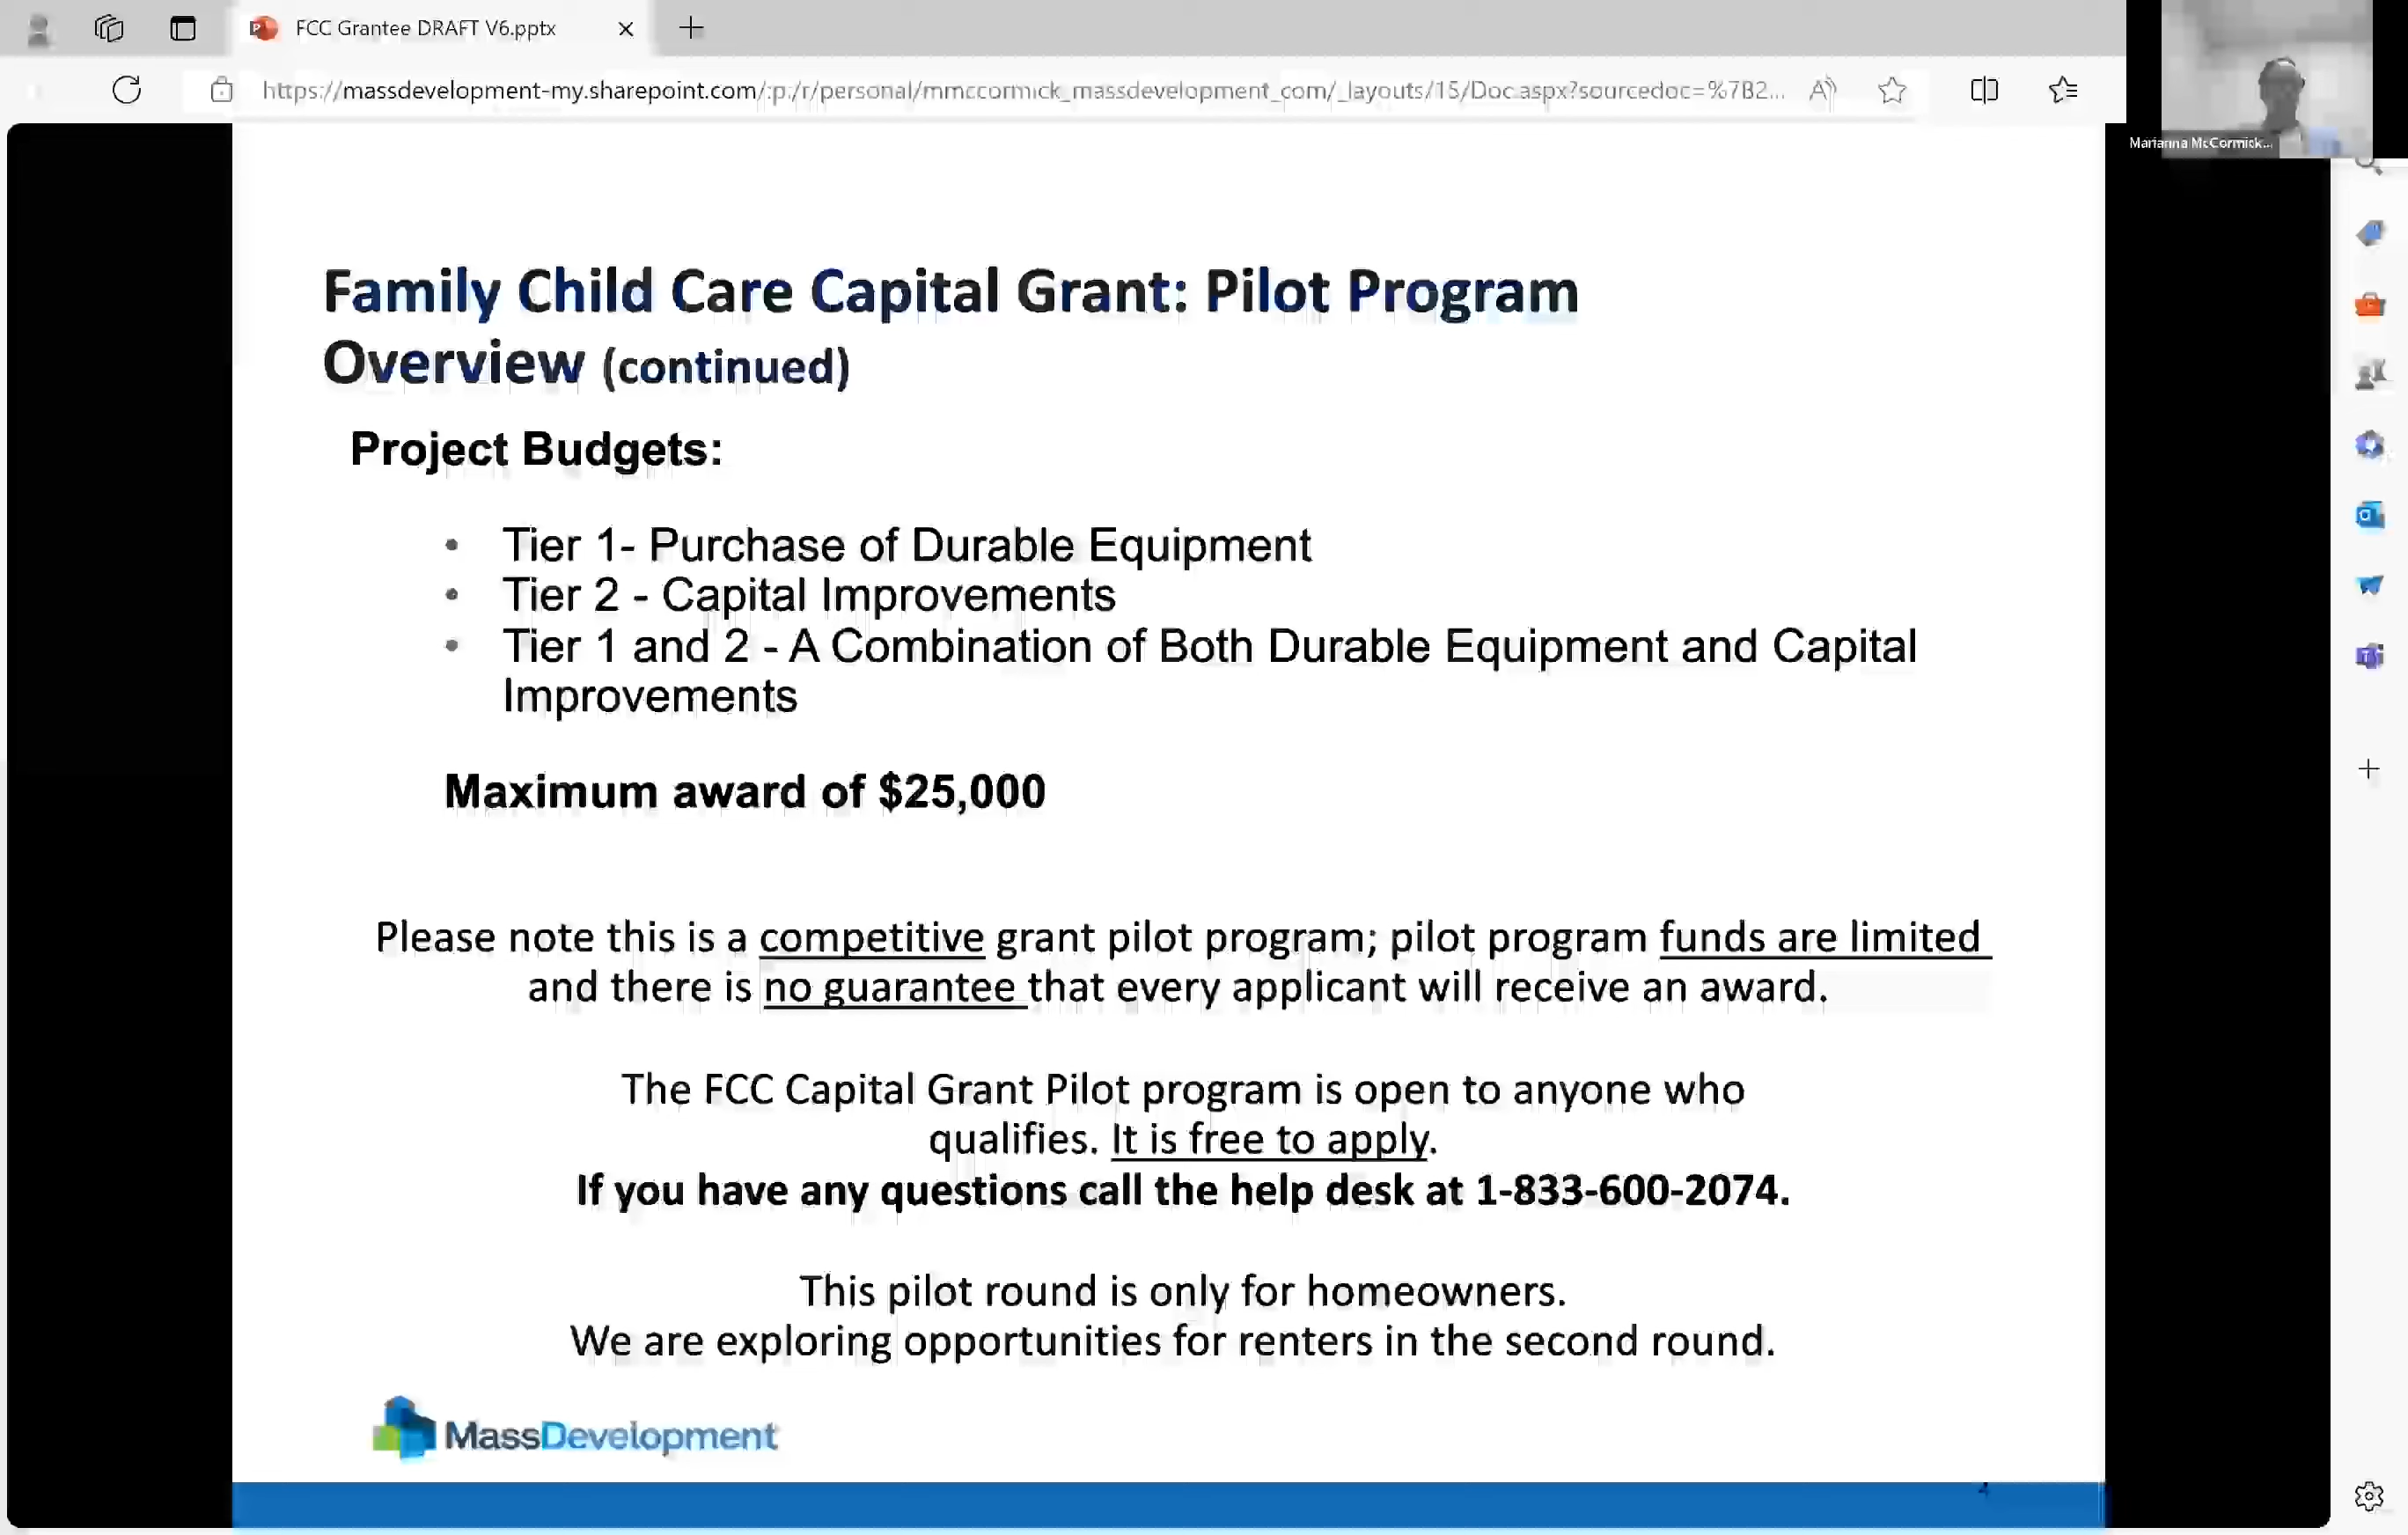 FCC Grantee DRAFT V6.pptx
https://massdevelopment-my.sharepoint.com/:p:/r/personal/mmccormick_massdevelopment_com/_layouts/15/Doc.aspx?sourcedoc=%7B2...
Marianna McCormick...
Family Child Care Capital Grant: Pilot Program
Overview (continued)
Project Budgets:
• Tier 1- Purchase of Durable Equipment
• Tier 2 - Capital Improvements
• Tier 1 and 2 - A Combination of Both Durable Equipment and Capital
Improvements
Maximum award of $25,000
Please note this is a competitive grant pilot program; pilot program funds are limited
and there is no guarantee that every applicant will receive an award.
The FCC Capital Grant Pilot program is open to anyone who
qualifies. It is free to apply.
If you have any questions call the help desk at 1-833-600-2074.
This pilot round is only for homeowners.
We are exploring opportunities for renters in the second round.
MassDevelopment
4